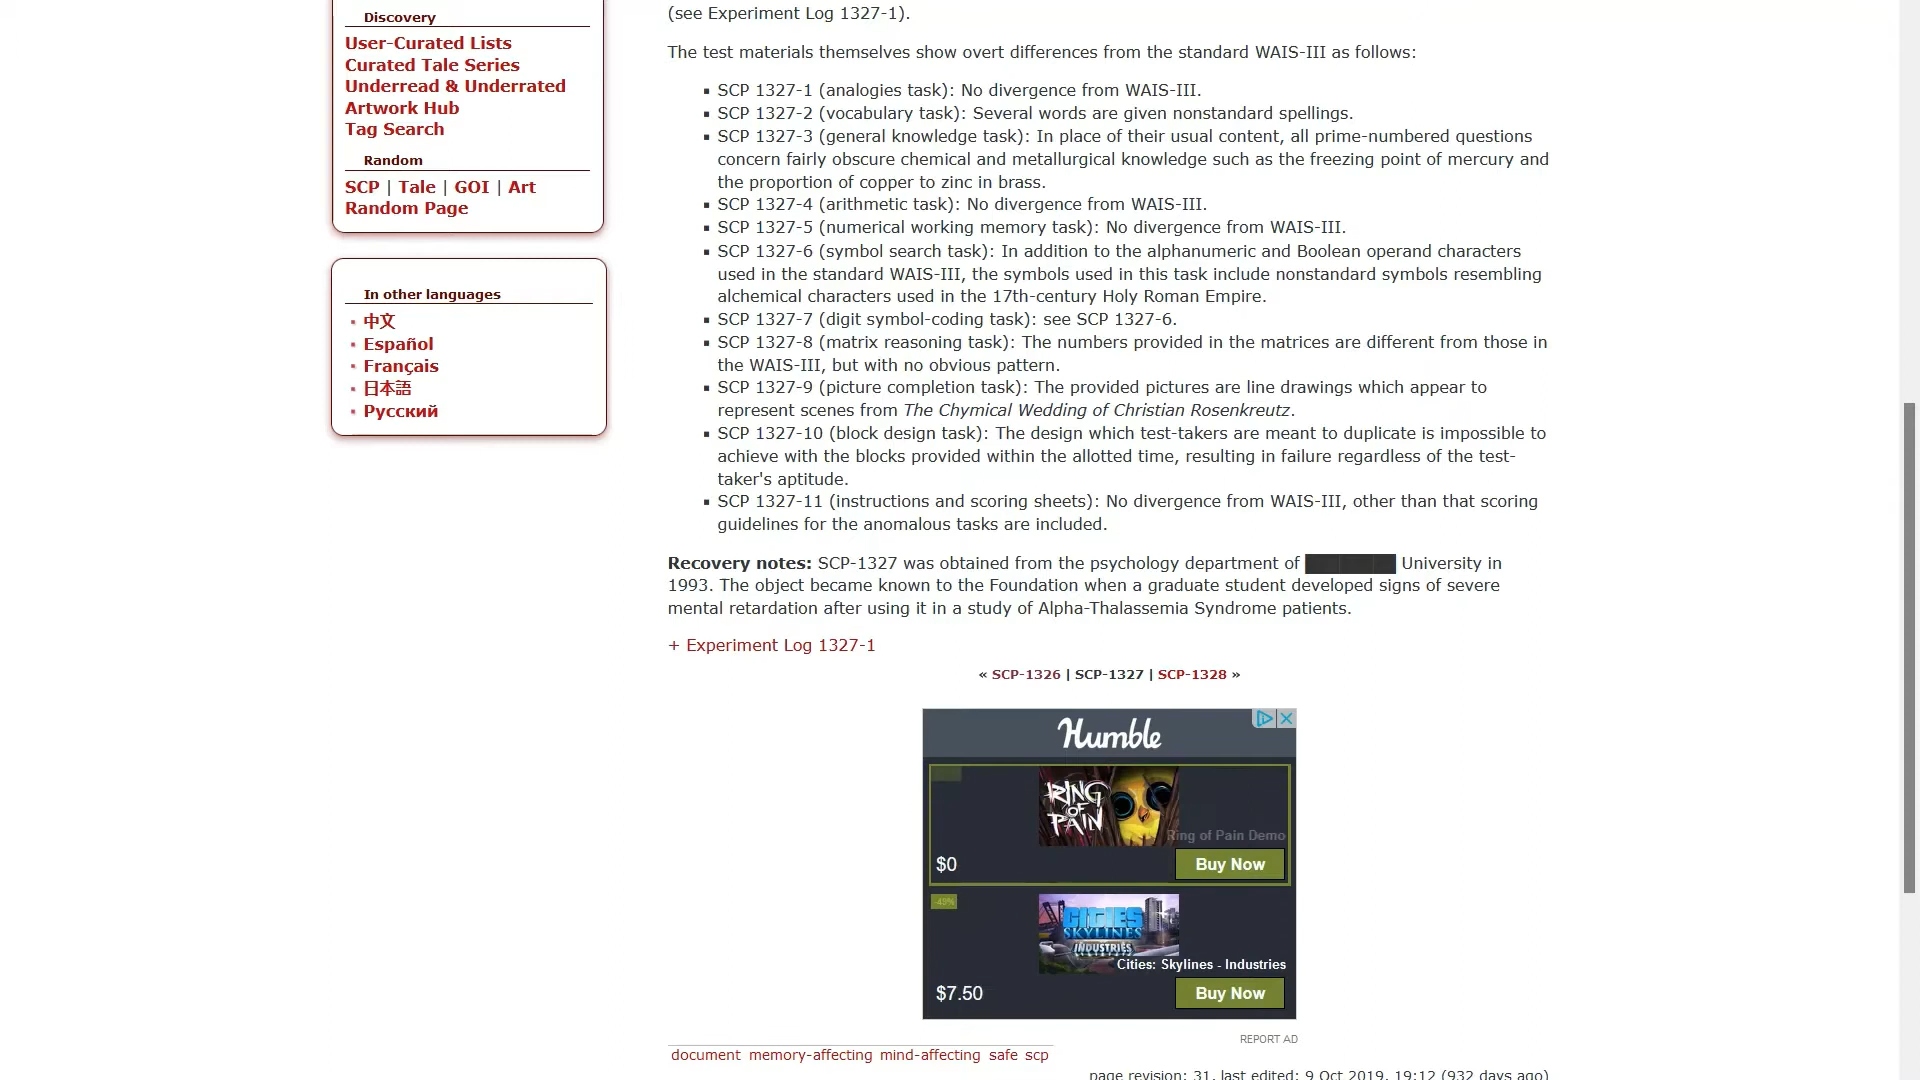 Discovery
User-Curated Lists
Curated Tale Series
Underread & Underrated
Artwork Hub
Tag Search
Random
SCP | Tale | GOI | Art
Random Page
In other languages
中文
Español
Français
日本語
Русский
(see Experiment Log 1327-1).
The test materials themselves show overt differences from the standard WAIS-III as follows:
SCP 1327-1 (analogies task): No divergence from WAIS-III.
SCP 1327-2 (vocabulary task): Several words are given nonstandard spellings.
SCP 1327-3 (general knowledge task): In place of their usual content, all prime-numbered questions
concern fairly obscure chemical and metallurgical knowledge such as the freezing point of mercury and
the proportion of copper to zinc in brass.
SCP 1327-4 (arithmetic task): No divergence from WAIS-III.
SCP 1327-5 (numerical working memory task): No divergence from WAIS-III.
SCP 1327-6 (symbol search task): In addition to the alphanumeric and Boolean operand characters
used in the standard WAIS-III, the symbols used in this task include nonstandard symbols resembling
alchemical characters used in the 17th-century Holy Roman Empire.
SCP 1327-7 (digit symbol-coding task): see SCP 1327-6.
SCP 1327-8 (matrix reasoning task): The numbers provided in the matrices are different from those in
the WAIS-III, but with no obvious pattern.
SCP 1327-9 (picture completion task): The provided pictures are line drawings which appear to
represent scenes from The Chymical Wedding of Christian Rosenkreutz.
SCP 1327-10 (block design task): The design which test-takers are meant to duplicate is impossible to
achieve with the blocks provided within the allotted time, resulting in failure regardless of the test-
taker's aptitude.
SCP 1327-11 (instructions and scoring sheets): No divergence from WAIS-III, other than that scoring
guidelines for the anomalous tasks are included.
Recovery notes: SCP-1327 was obtained from the psychology department of ████████ University in
1993. The object became known to the Foundation when a graduate student developed signs of severe
mental retardation after using it in a study of Alpha-Thalassemia Syndrome patients.
+ Experiment Log 1327-1
« SCP-1326 | SCP-1327 | SCP-1328 »
Humble
RING OF PAIN
Ring of Pain Demo
$0
Buy Now
-49%
CITIES SKYLINES INDUSTRIES
Cities: Skylines - Industries
$7.50
Buy Now
REPORT AD
document memory-affecting mind-affecting safe scp
page revision: 31, last edited: 9 Oct 2019, 19:12 (932 days ago)